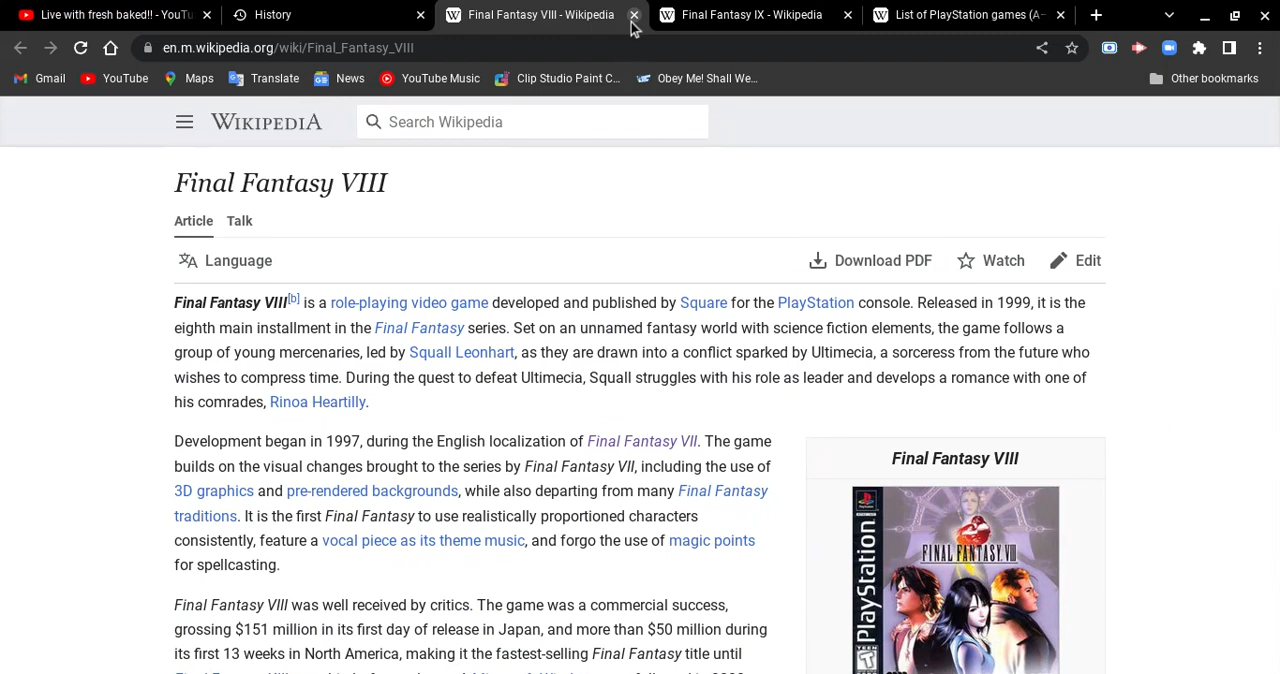 Live with fresh baked!! - YouTu
History
Final Fantasy VIII - Wikipedia
Final Fantasy IX - Wikipedia
List of PlayStation games (A–
en.m.wikipedia.org/wiki/Final_Fantasy_VIII
Gmail
YouTube
Maps
Translate
News
YouTube Music
Clip Studio Paint C...
Obey Me! Shall We...
Other bookmarks
WIKIPEDIA
Search Wikipedia
Final Fantasy VIII
Article
Talk
Language
Download PDF
Watch
Edit
Final Fantasy VIII[b] is a role-playing video game developed and published by Square for the PlayStation console. Released in 1999, it is the
eighth main installment in the Final Fantasy series. Set on an unnamed fantasy world with science fiction elements, the game follows a
group of young mercenaries, led by Squall Leonhart, as they are drawn into a conflict sparked by Ultimecia, a sorceress from the future who
wishes to compress time. During the quest to defeat Ultimecia, Squall struggles with his role as leader and develops a romance with one of
his comrades, Rinoa Heartilly.
Development began in 1997, during the English localization of Final Fantasy VII. The game
builds on the visual changes brought to the series by Final Fantasy VII, including the use of
3D graphics and pre-rendered backgrounds, while also departing from many Final Fantasy
traditions. It is the first Final Fantasy to use realistically proportioned characters
consistently, feature a vocal piece as its theme music, and forgo the use of magic points
for spellcasting.
Final Fantasy VIII was well received by critics. The game was a commercial success,
grossing $151 million in its first day of release in Japan, and more than $50 million during
its first 13 weeks in North America, making it the fastest-selling Final Fantasy title until
Final Fantasy VIII
PlayStation
FINAL FANTASY VIII
TEEN